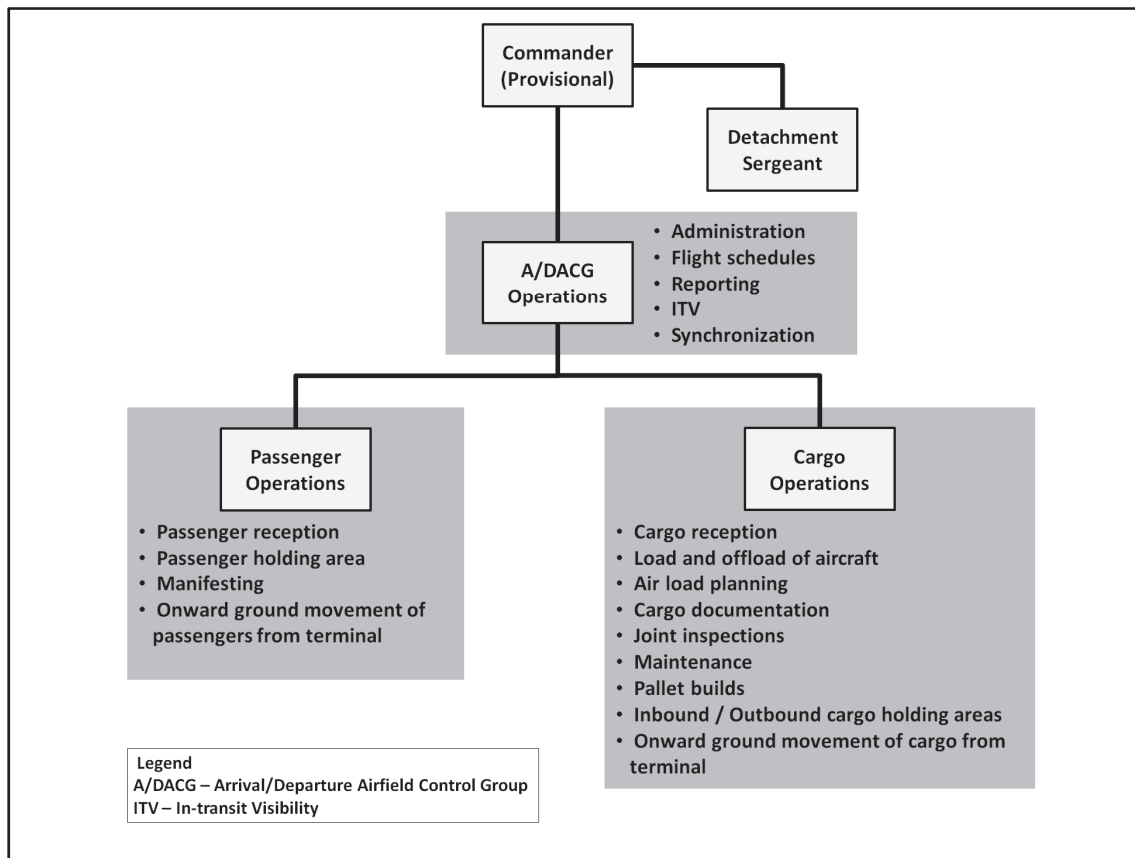 Commander
(Provisional)
Detachment
Sergeant
A/DACG
Operations
• Administration
• Flight schedules
• Reporting
• ITV
• Synchronization
Passenger
Operations
• Passenger reception
• Passenger holding area
• Manifesting
• Onward ground movement of
passengers from terminal
Cargo
Operations
• Cargo reception
• Load and offload of aircraft
• Air load planning
• Cargo documentation
• Joint inspections
• Maintenance
• Pallet builds
• Inbound / Outbound cargo holding areas
• Onward ground movement of cargo from
terminal
Legend
A/DACG – Arrival/Departure Airfield Control Group
ITV – In-transit Visibility